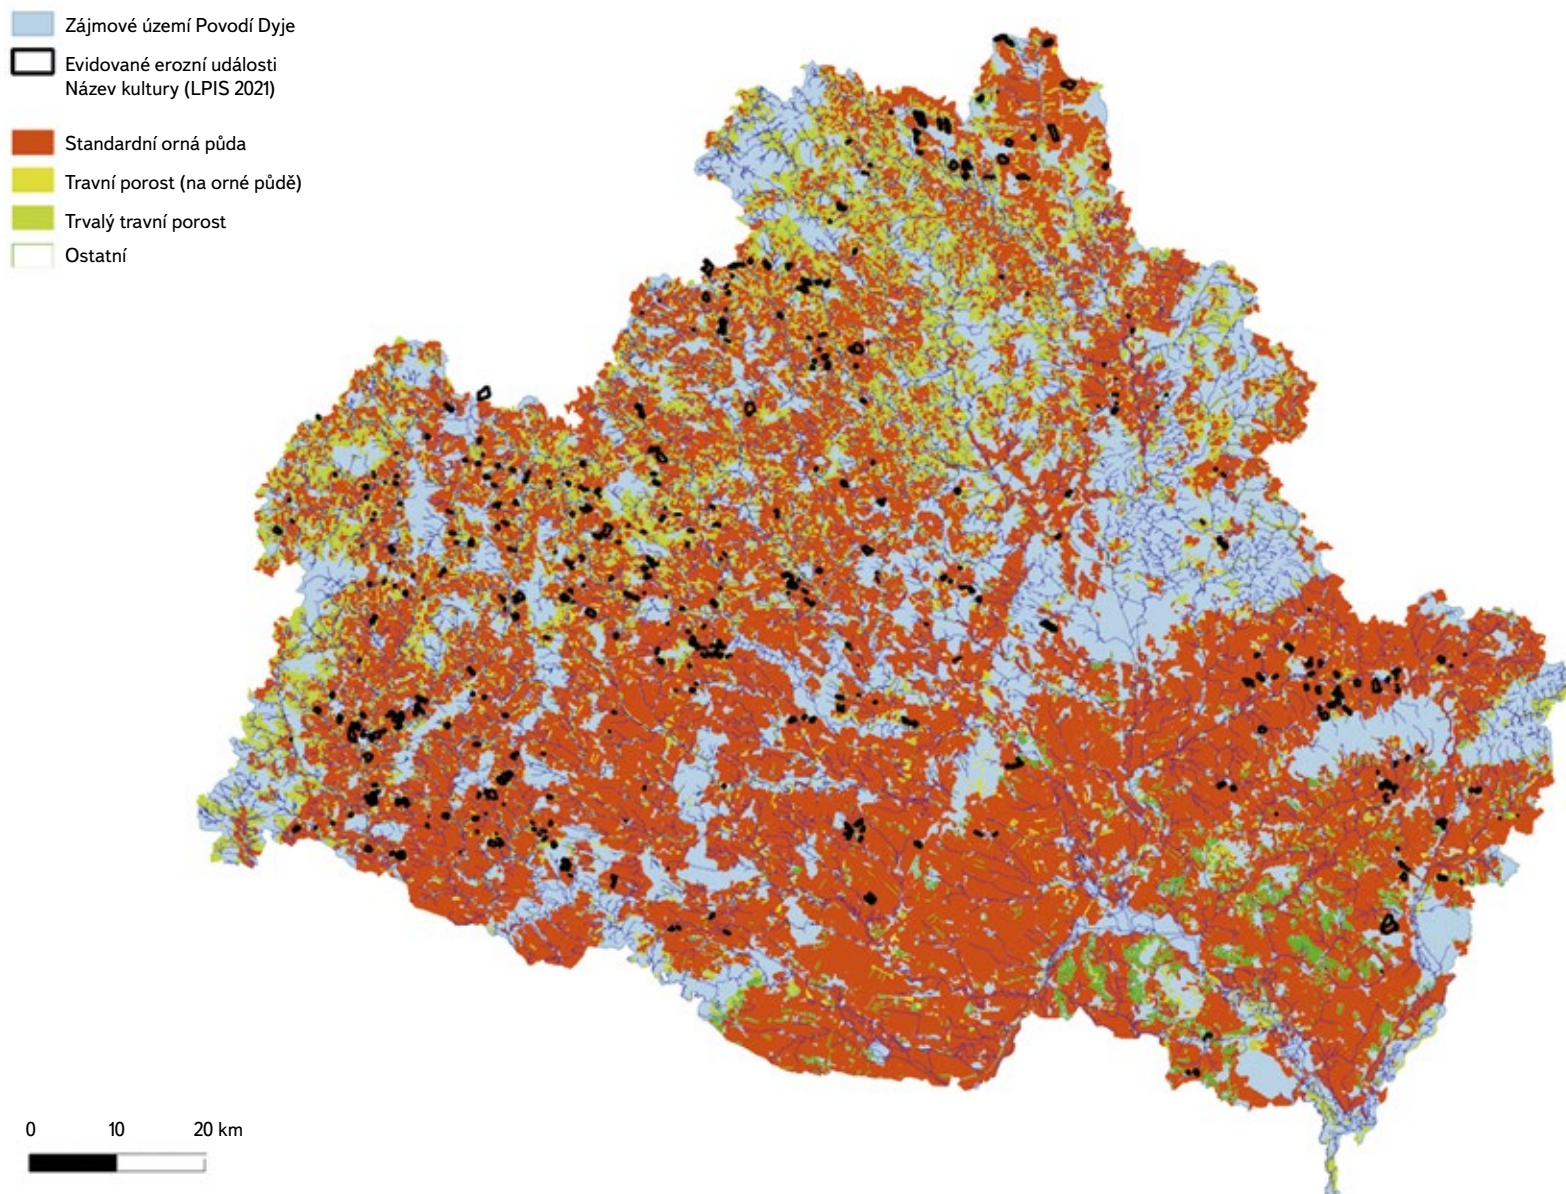 Zájmové území Povodí Dyje
Evidované erozní události
Název kultury (LPIS 2021)
Standardní orná půda
Travní porost (na orné půdě)
Trvalý travní porost
Ostatní
0 10 20 km